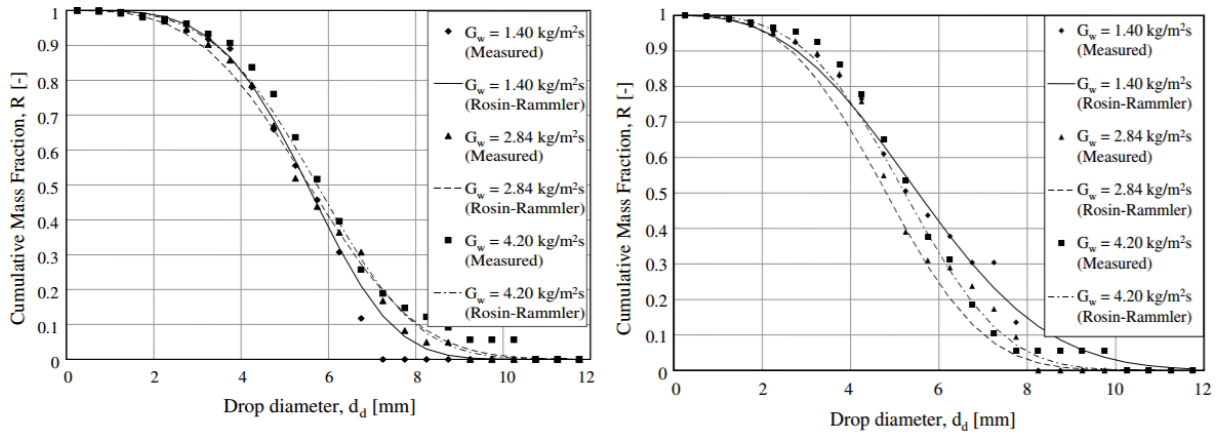 1
0.9
0.8
0.7
0.6
0.5
0.4
0.3
0.2
0.1
0
Cumulative Mass Fraction, R [-]
0 2 4 6 8 10 12
Drop diameter, d_d [mm]
G_w = 1.40 kg/m²s
(Measured)
G_w = 1.40 kg/m²s
(Rosin-Rammler)
G_w = 2.84 kg/m²s
(Measured)
G_w = 2.84 kg/m²s
(Rosin-Rammler)
G_w = 4.20 kg/m²s
(Measured)
G_w = 4.20 kg/m²s
(Rosin-Rammler)
1
0.9
0.8
0.7
0.6
0.5
0.4
0.3
0.2
0.1
0
Cumulative Mass Fraction, R [-]
0 2 4 6 8 10 12
Drop diameter, d_d [mm]
G_w = 1.40 kg/m²s
(Measured)
G_w = 1.40 kg/m²s
(Rosin-Rammler)
G_w = 2.84 kg/m²s
(Measured)
G_w = 2.84 kg/m²s
(Rosin-Rammler)
G_w = 4.20 kg/m²s
(Measured)
G_w = 4.20 kg/m²s
(Rosin-Rammler)